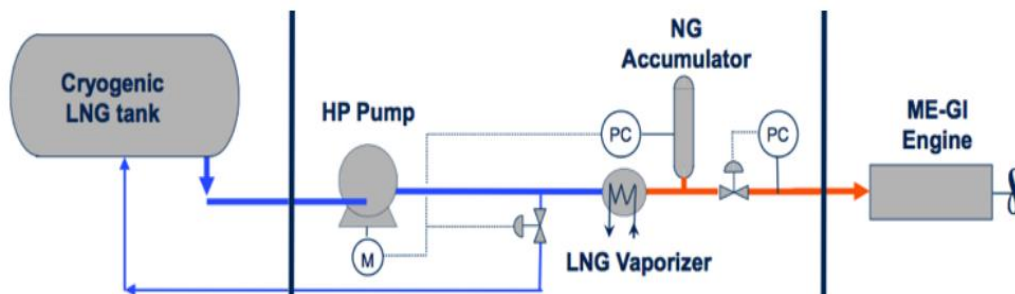 Cryogenic
LNG tank
HP Pump
NG
Accumulator
ME-GI
Engine
PC
PC
M
LNG Vaporizer